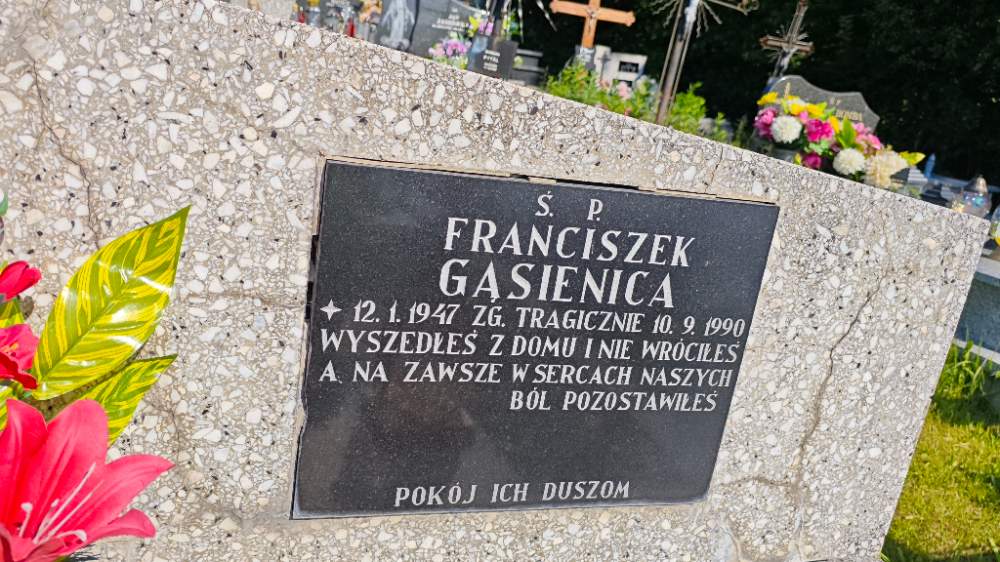 Ś. P.
FRANCISZEK
GĄSIENICA
✦ 12. 1. 1947 ZG. TRAGICZNIE 10. 9. 1990
WYSZEDŁEŚ Z DOMU I NIE WRÓCIŁEŚ
A NA ZAWSZE W SERCACH NASZYCH
BÓL POZOSTAWIŁEŚ
POKÓJ ICH DUSZOM